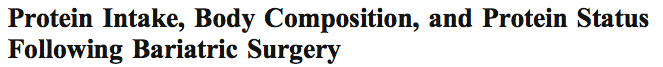 Protein Intake, Body Composition, and Protein Status
Following Bariatric Surgery